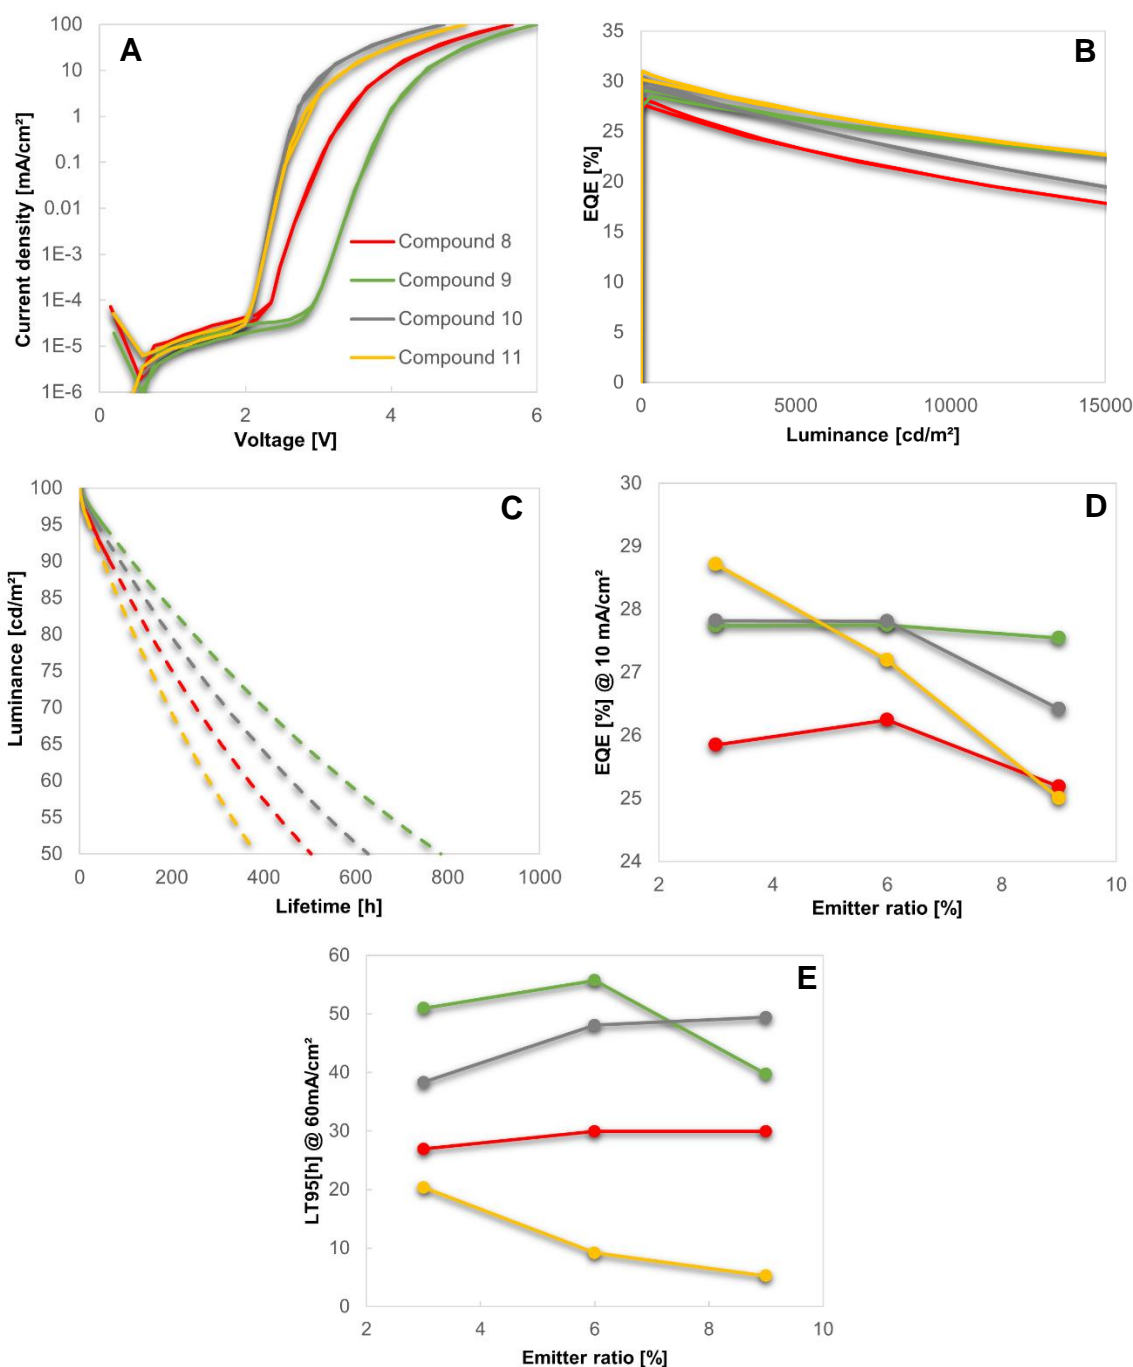 A
Current density [mA/cm²]
100
10
1
0.1
0.01
1E-3
1E-4
1E-5
1E-6
0
2
4
6
Voltage [V]
Compound 8
Compound 9
Compound 10
Compound 11
B
EQE [%]
35
30
25
20
15
10
5
0
0
5000
10000
15000
Luminance [cd/m²]
C
Luminance [cd/m²]
100
95
90
85
80
75
70
65
60
55
50
0
200
400
600
800
1000
Lifetime [h]
D
EQE [%] @ 10 mA/cm²
30
29
28
27
26
25
24
2
4
6
8
10
Emitter ratio [%]
E
LT95[h] @ 60mA/cm²
60
50
40
30
20
10
0
2
4
6
8
10
Emitter ratio [%]